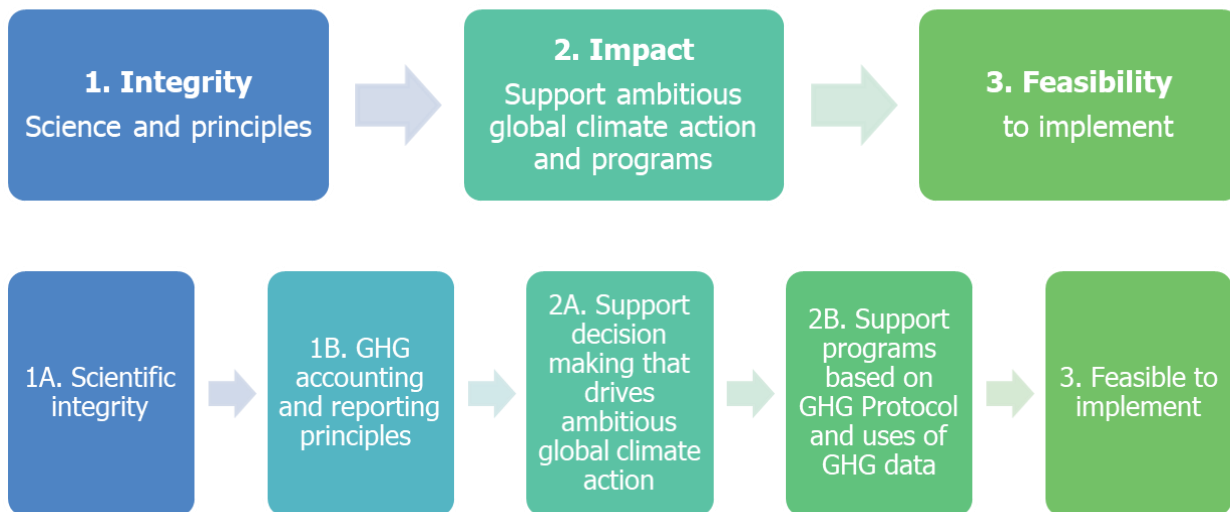 1. Integrity
Science and principles
2. Impact
Support ambitious
global climate action
and programs
3. Feasibility
to implement
1A. Scientific
integrity
1B. GHG
accounting
and reporting
principles
2A. Support
decision
making that
drives
ambitious
global climate
action
2B. Support
programs
based on
GHG Protocol
and uses of
GHG data
3. Feasible to
implement